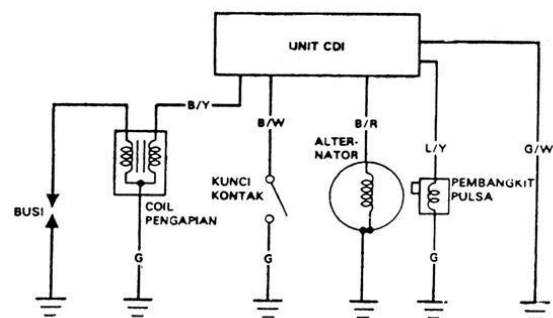 UNIT CDI
B/Y
B/W
B/R
L/Y
G/W
ALTER-
NATOR
KUNCI
KONTAK
PEMBANGKIT
PULSA
BUSI
COIL
PENGAPIAN
G
G
G